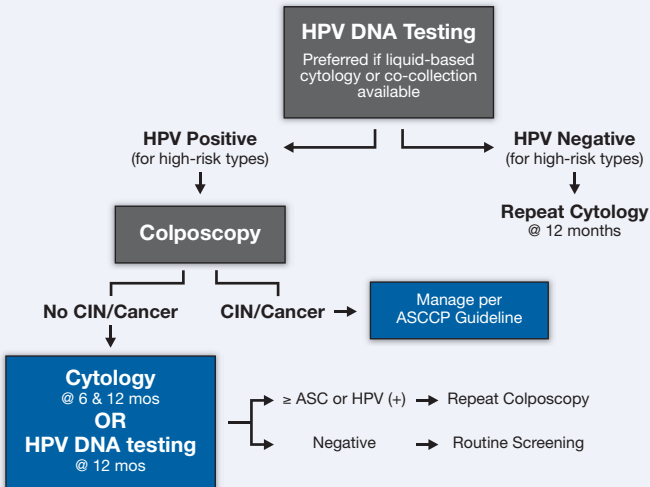 HPV DNA Testing
Preferred if liquid-based
cytology or co-collection
available
HPV Positive
(for high-risk types)
HPV Negative
(for high-risk types)
Repeat Cytology
@ 12 months
Colposcopy
No CIN/Cancer
CIN/Cancer
Manage per
ASCCP Guideline
Cytology
@ 6 & 12 mos
OR
HPV DNA testing
@ 12 mos
≥ ASC or HPV (+)
Repeat Colposcopy
Negative
Routine Screening